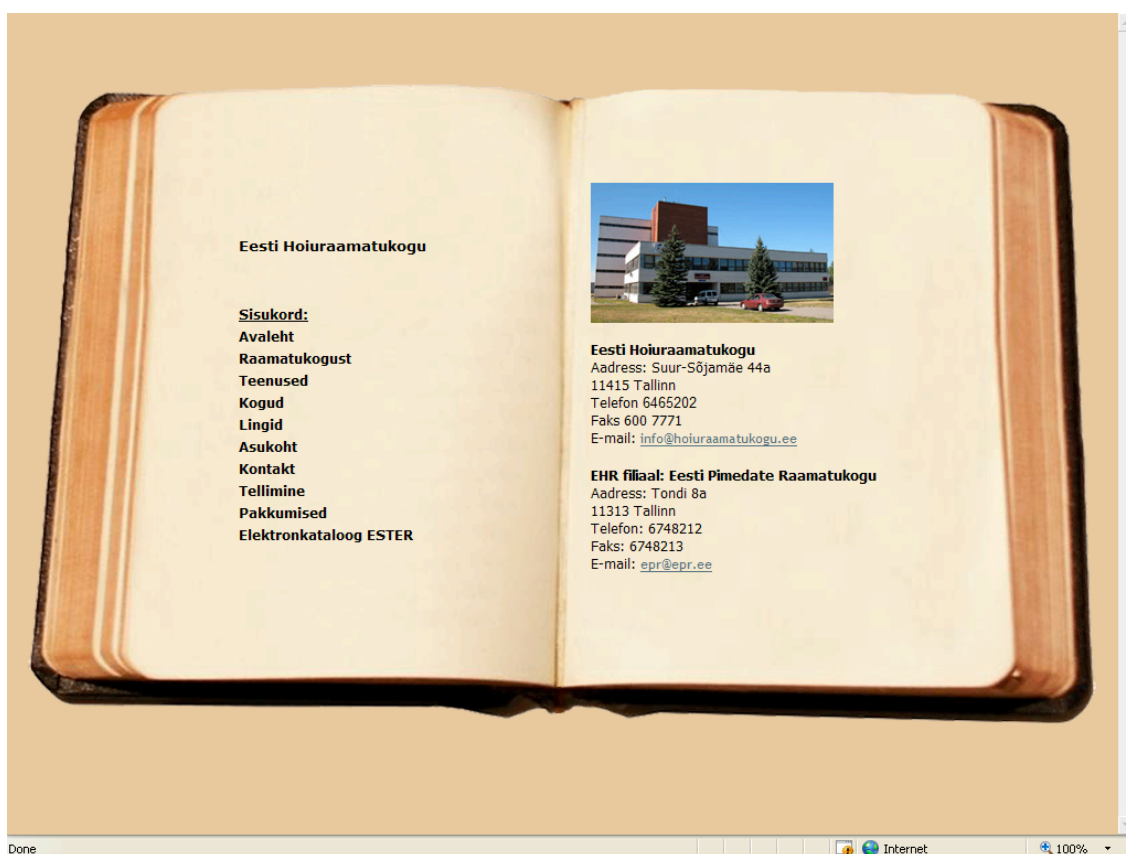 Eesti Hoiuraamatukogu
Sisukord:
Avaleht
Raamatukogust
Teenused
Kogud
Lingid
Asukoht
Kontakt
Tellimine
Pakkumised
Elektronkataloog ESTER
Eesti Hoiuraamatukogu
Aadress: Suur-Sõjamäe 44a
11415 Tallinn
Telefon 6465202
Faks 600 7771
E-mail: info@hoiuraamatukogu.ee
EHR filiaal: Eesti Pimedate Raamatukogu
Aadress: Tondi 8a
11313 Tallinn
Telefon: 6748212
Faks: 6748213
E-mail: epr@epr.ee
Done
Internet
100%